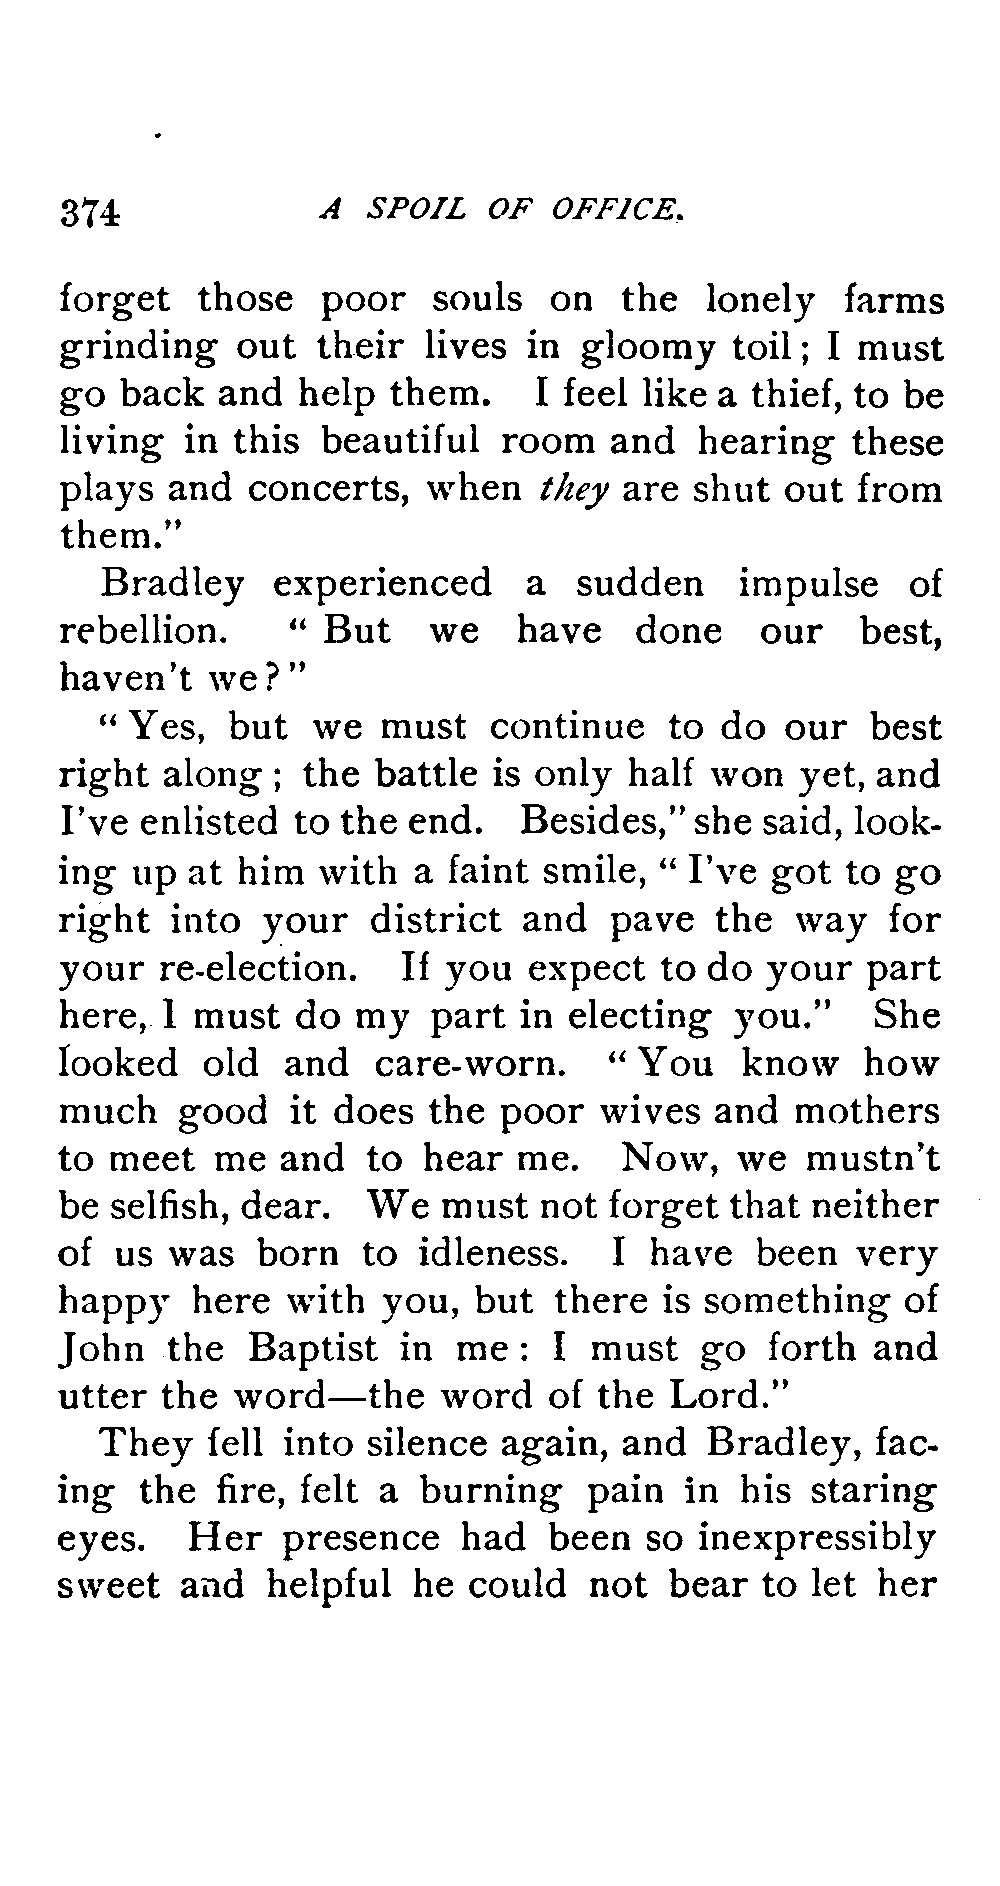 374 A SPOIL OF OFFICE.
forget those poor souls on the lonely farms
grinding out their lives in gloomy toil; I must
go back and help them. I feel like a thief, to be
living in this beautiful room and hearing these
plays and concerts, when they are shut out from
them."
Bradley experienced a sudden impulse of
rebellion. "But we have done our best,
haven't we?"
"Yes, but we must continue to do our best
right along; the battle is only half won yet, and
I've enlisted to the end. Besides," she said, look-
ing up at him with a faint smile, "I've got to go
right into your district and pave the way for
your re-election. If you expect to do your part
here, I must do my part in electing you." She
looked old and care-worn. "You know how
much good it does the poor wives and mothers
to meet me and to hear me. Now, we mustn't
be selfish, dear. We must not forget that neither
of us was born to idleness. I have been very
happy here with you, but there is something of
John the Baptist in me: I must go forth and
utter the word—the word of the Lord."
They fell into silence again, and Bradley, fac-
ing the fire, felt a burning pain in his staring
eyes. Her presence had been so inexpressibly
sweet and helpful he could not bear to let her